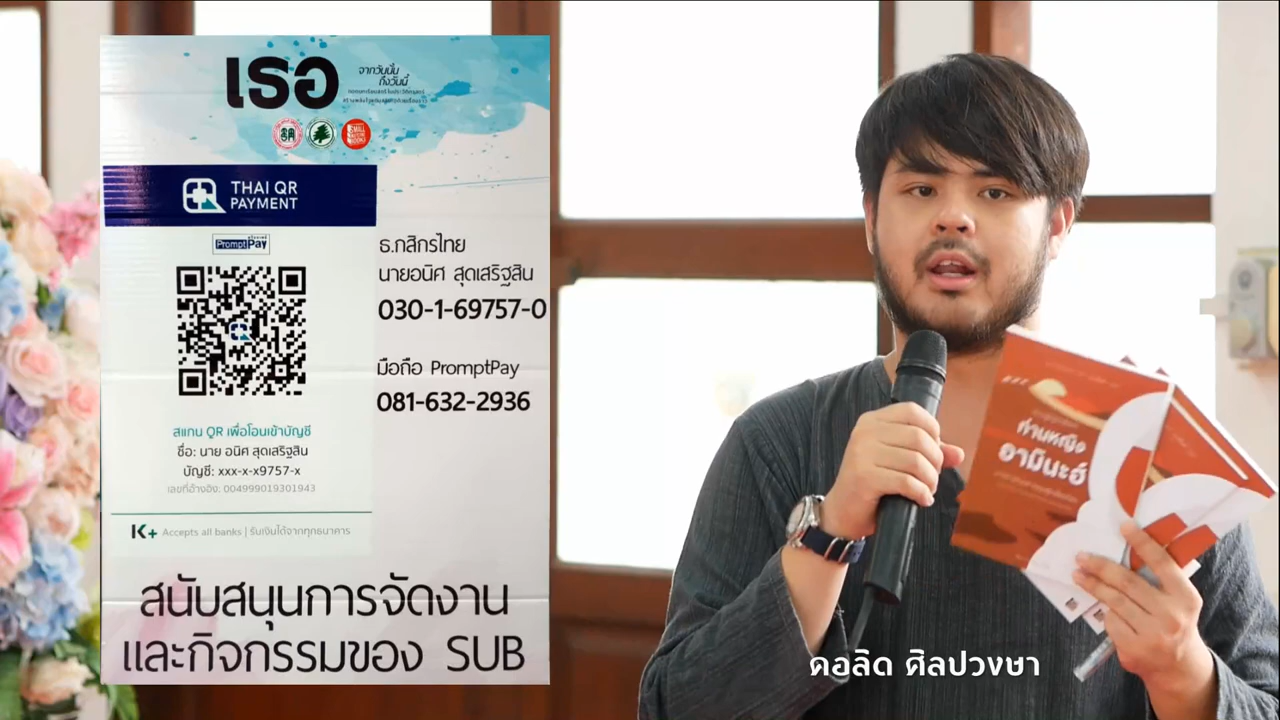 เธอ
จากวันนั้น
ถึงวันนี้
THAI QR
PAYMENT
PromptPay
ธ.กสิกรไทย
นายอนิศ สุดเสริฐสิน
030-1-69757-0
มือถือ PromptPay
081-632-2936
สแกน QR เพื่อโอนเข้าบัญชี
ชื่อ: นาย อนิศ สุดเสริฐสิน
บัญชี: xxx-x-x9757-x
เลขที่อ้างอิง: 004999019301943
K+ Accepts all banks | รับเงินได้จากทุกธนาคาร
สนับสนุนการจัดงาน
และกิจกรรมของ SUB
ท่านหญิง
อามินะฮ์
คอลิด ศิลปวงษา